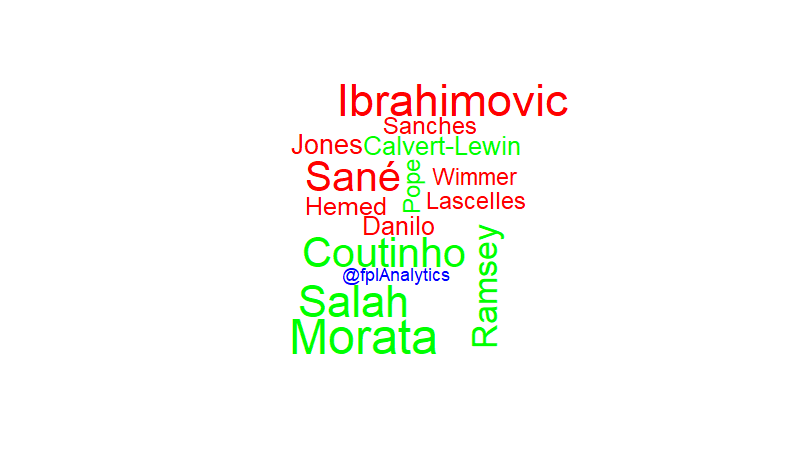 Ibrahimovic
Sanches
Jones
Calvert-Lewin
Sané
Pope
Wimmer
Hemed
Lascelles
Danilo
Coutinho
@fplAnalytics
Ramsey
Salah
Morata